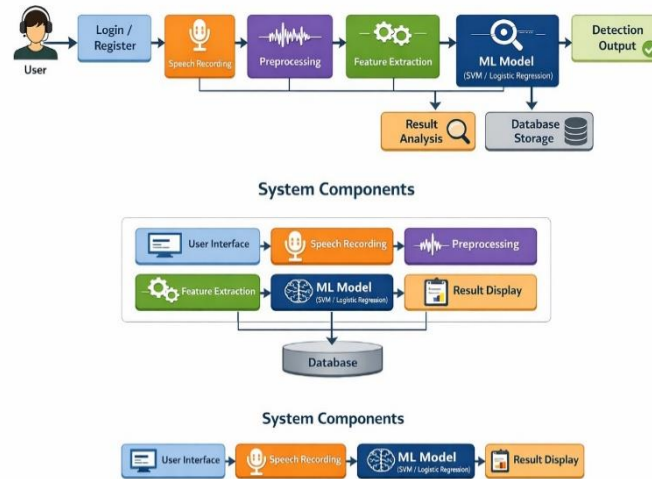 User
Login /
Register
Speech Recording
Preprocessing
Feature Extraction
ML Model
(SVM / Logistic Regression)
Detection
Output
Result
Analysis
Database
Storage
System Components
User Interface
Speech Recording
Preprocessing
Feature Extraction
ML Model
(SVM / Logistic Regression)
Result Display
Database
System Components
User Interface
Speech Recording
ML Model
(SVM / Logistic Regression)
Result Display